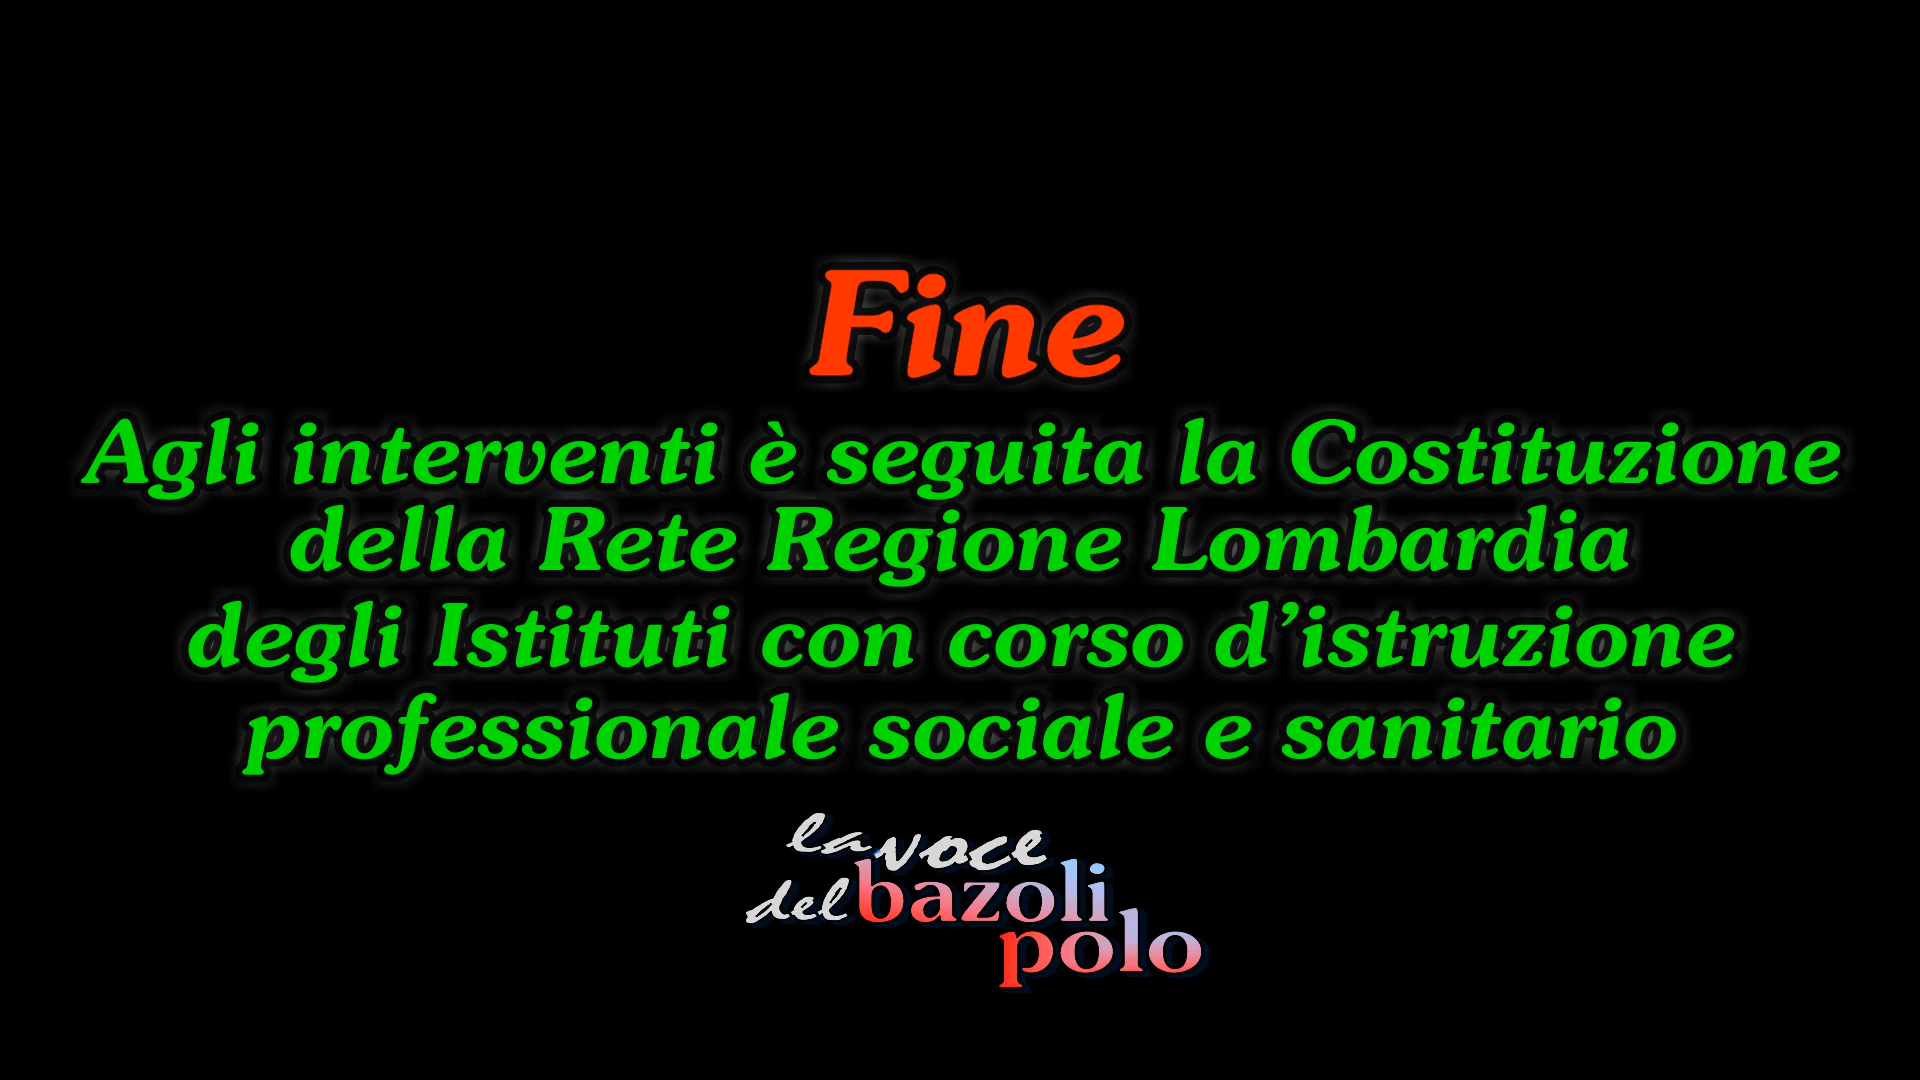 Fine
Agli interventi è seguita la Costituzione
della Rete Regione Lombardia
degli Istituti con corso d’istruzione
professionale sociale e sanitario
la voce
del bazoli
polo